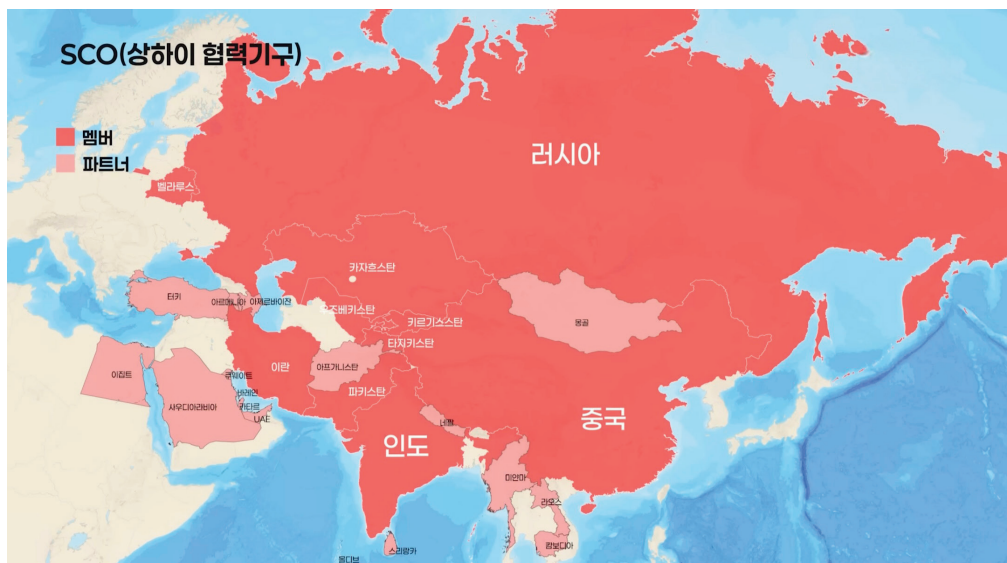 SCO(상하이 협력기구)
멤버
파트너
러시아
벨라루스
카자흐스탄
터키
아르메니아
아제르바이잔
우즈베키스탄
키르기스스탄
몽골
타지키스탄
이란
아프가니스탄
이집트
쿠웨이트
파키스탄
바레인
사우디아라비아
카타르
UAE
네팔
중국
인도
미얀마
라오스
캄보디아
스리랑카
몰디브